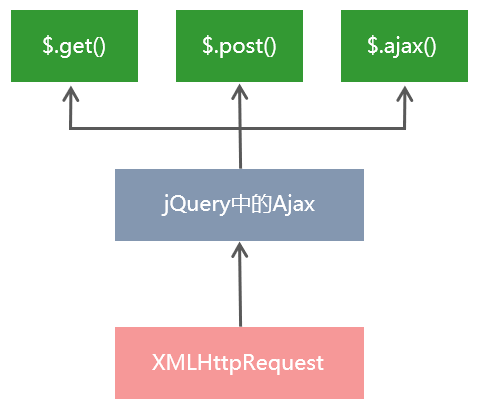 $.get()
$.post()
$.ajax()
jQuery中的Ajax
XMLHttpRequest